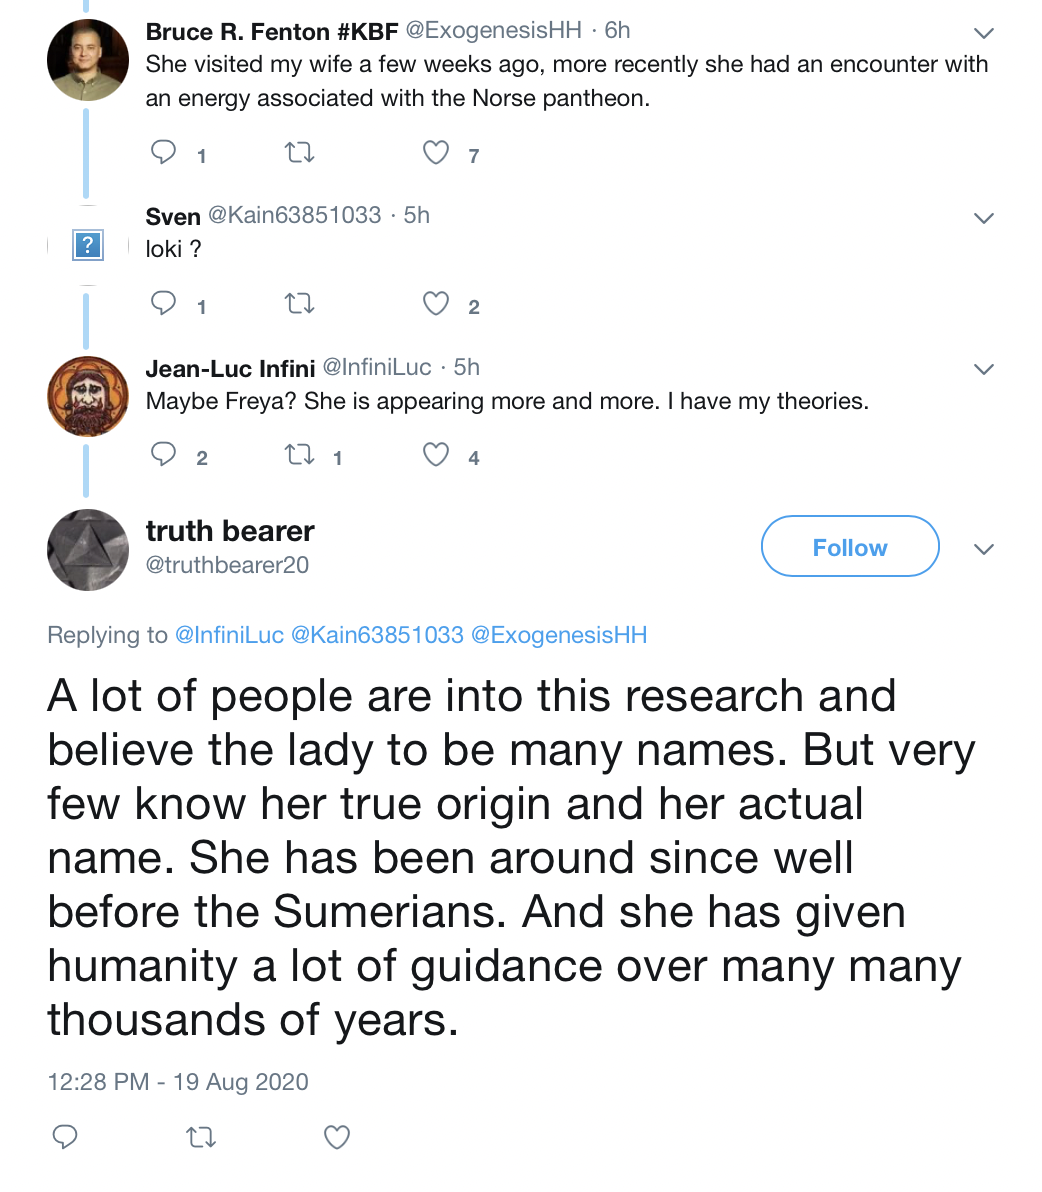 Bruce R. Fenton #KBF @ExogenesisHH · 6h
She visited my wife a few weeks ago, more recently she had an encounter with
an energy associated with the Norse pantheon.
1 7
Sven @Kain63851033 · 5h
?
loki ?
1 2
Jean-Luc Infini @InfiniLuc · 5h
Maybe Freya? She is appearing more and more. I have my theories.
2 1 4
truth bearer
@truthbearer20
Follow
Replying to @InfiniLuc @Kain63851033 @ExogenesisHH
A lot of people are into this research and
believe the lady to be many names. But very
few know her true origin and her actual
name. She has been around since well
before the Sumerians. And she has given
humanity a lot of guidance over many many
thousands of years.
12:28 PM - 19 Aug 2020